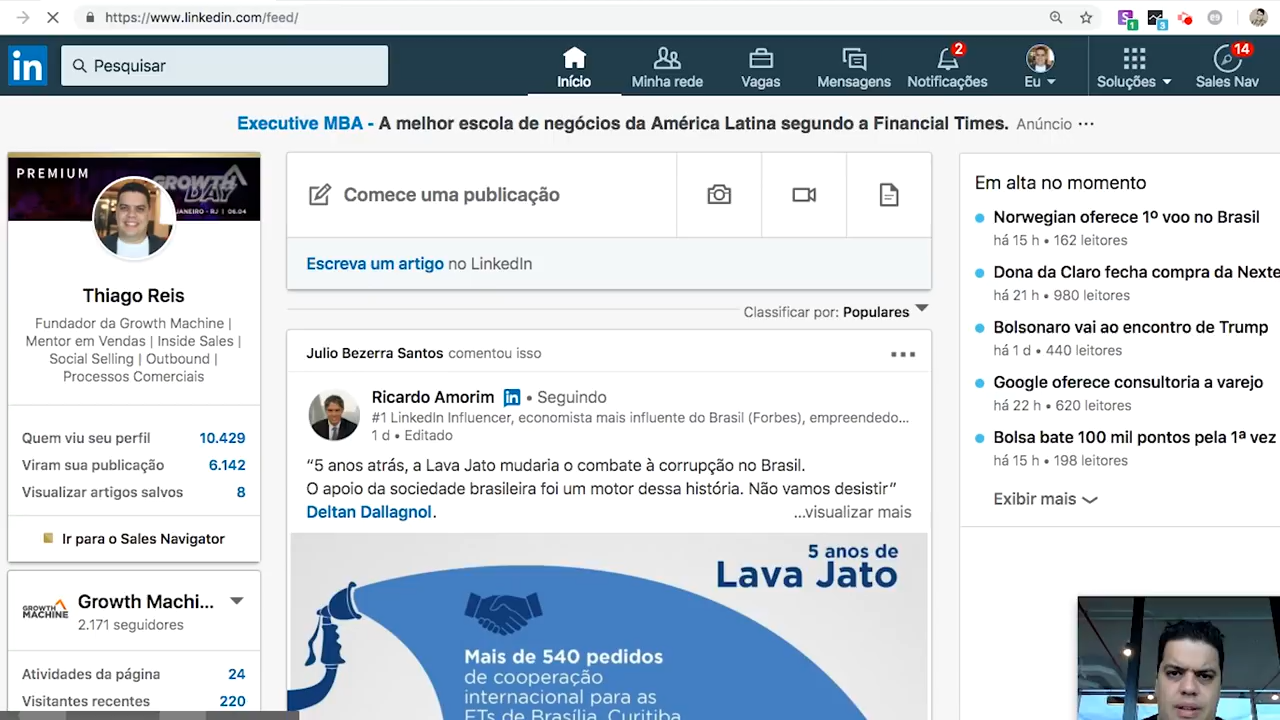 https://www.linkedin.com/feed/
1
3
in
Pesquisar
Início
Minha rede
Vagas
Mensagens
2
Notificações
Eu
Soluções
14
Sales Nav
Executive MBA - A melhor escola de negócios da América Latina segundo a Financial Times. Anúncio
PREMIUM
GROWTH
DAY
JANEIRO - RJ | 06.04
Thiago Reis
Fundador da Growth Machine |
Mentor em Vendas | Inside Sales |
Social Selling | Outbound |
Processos Comerciais
Quem viu seu perfil 10.429
Viram sua publicação 6.142
Visualizar artigos salvos 8
Ir para o Sales Navigator
GROWTH
MACHINE
Growth Machi...
2.171 seguidores
Atividades da página 24
Visitantes recentes 220
Comece uma publicação
Escreva um artigo no LinkedIn
Classificar por: Populares
Julio Bezerra Santos comentou isso
Ricardo Amorim in • Seguindo
#1 LinkedIn Influencer, economista mais influente do Brasil (Forbes), empreendedo...
1 d • Editado
“5 anos atrás, a Lava Jato mudaria o combate à corrupção no Brasil.
O apoio da sociedade brasileira foi um motor dessa história. Não vamos desistir”
Deltan Dallagnol.
...visualizar mais
5 anos de
Lava Jato
Mais de 540 pedidos
de cooperação
internacional para as
FTs de Brasília, Curitiba
Em alta no momento
Norwegian oferece 1º voo no Brasil
há 15 h • 162 leitores
Dona da Claro fecha compra da Nexte
há 21 h • 980 leitores
Bolsonaro vai ao encontro de Trump
há 1 d • 440 leitores
Google oferece consultoria a varejo
há 22 h • 620 leitores
Bolsa bate 100 mil pontos pela 1ª vez
há 15 h • 198 leitores
Exibir mais